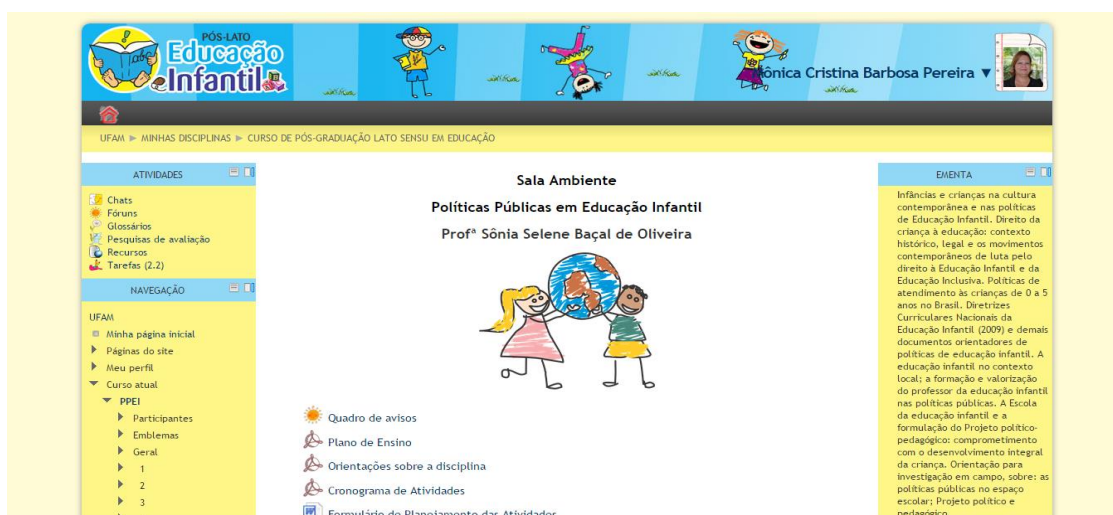 PÓS-LATO
Educação
e Infantil
abc
Mônica Cristina Barbosa Pereira ▼
UFAM ► MINHAS DISCIPLINAS ► CURSO DE PÓS-GRADUAÇÃO LATO SENSU EM EDUCAÇÃO
ATIVIDADES
Chats
Fóruns
Glossários
Pesquisas de avaliação
Recursos
Tarefas (2.2)
NAVEGAÇÃO
UFAM
Minha página inicial
Páginas do site
Meu perfil
Curso atual
PPEI
Participantes
Emblemas
Geral
1
2
3
Sala Ambiente
Políticas Públicas em Educação Infantil
Profª Sônia Selene Baçal de Oliveira
Quadro de avisos
Plano de Ensino
Orientações sobre a disciplina
Cronograma de Atividades
Formulário de Planejamento das Atividades
EMENTA
Infâncias e crianças na cultura
contemporânea e nas políticas
de Educação Infantil. Direito da
criança à educação: contexto
histórico, legal e os movimentos
contemporâneos de luta pelo
direito à Educação Infantil e da
Educação Inclusiva. Políticas de
atendimento às crianças de 0 a 5
anos no Brasil. Diretrizes
Curriculares Nacionais da
Educação Infantil (2009) e demais
documentos orientadores de
políticas de educação infantil. A
educação infantil no contexto
local; a formação e valorização
do professor da educação infantil
nas políticas públicas. A Escola
da educação infantil e a
formulação do Projeto político-
pedagógico: comprometimento
com o desenvolvimento integral
da criança. Orientação para
investigação em campo, sobre: as
políticas públicas no espaço
escolar; Projeto político e
pedagógico